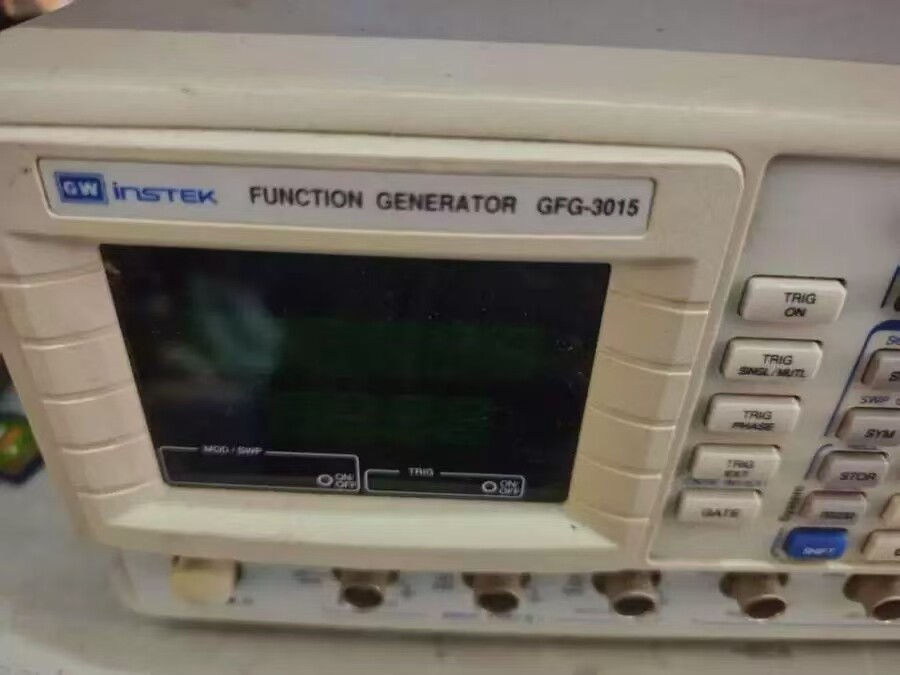 GW INSTEK FUNCTION GENERATOR GFG-3015
TRIG
ON
TRIG
SINGL/MUTL
TRIG
PHASE
TRIG
EXT
GATE
SYM
STOR
SHIFT
MOD/SWP
ON/
OFF
TRIG
ON/
OFF